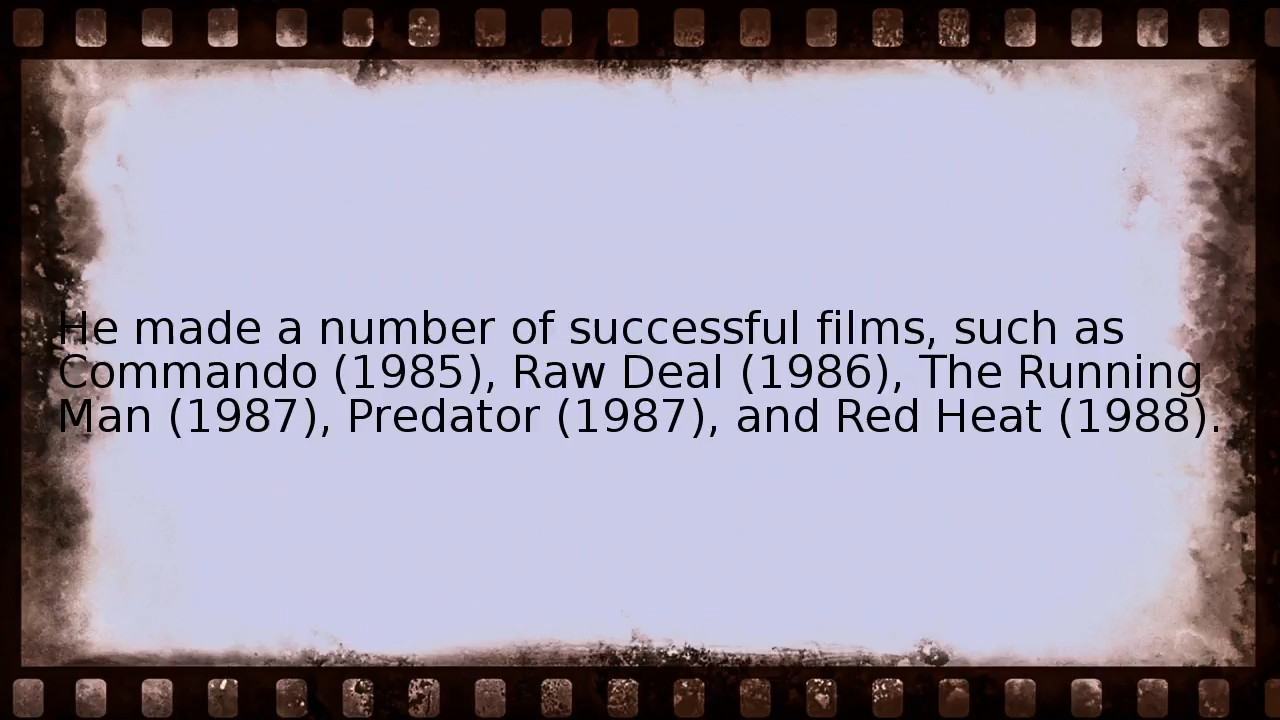 He made a number of successful films, such as
Commando (1985), Raw Deal (1986), The Running
Man (1987), Predator (1987), and Red Heat (1988).